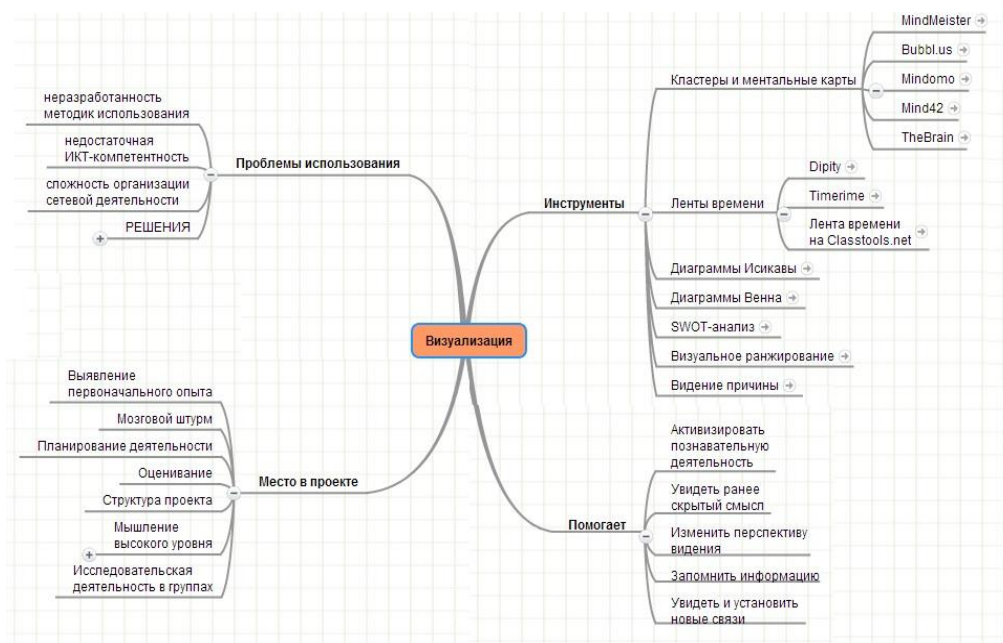 Визуализация
Проблемы использования
неразработанность
методик использования
недостаточная
ИКТ-компетентность
сложность организации
сетевой деятельности
РЕШЕНИЯ
Место в проекте
Выявление
первоначального опыта
Мозговой штурм
Планирование деятельности
Оценивание
Структура проекта
Мышление
высокого уровня
Исследовательская
деятельность в группах
Инструменты
Кластеры и ментальные карты
MindMeister
Bubbl.us
Mindomo
Mind42
TheBrain
Ленты времени
Dipity
Timerime
Лента времени
на Classtools.net
Диаграммы Исикавы
Диаграммы Венна
SWOT-анализ
Визуальное ранжирование
Видение причины
Помогает
Активизировать
познавательную
деятельность
Увидеть ранее
скрытый смысл
Изменить перспективу
видения
Запомнить информацию
Увидеть и установить
новые связи